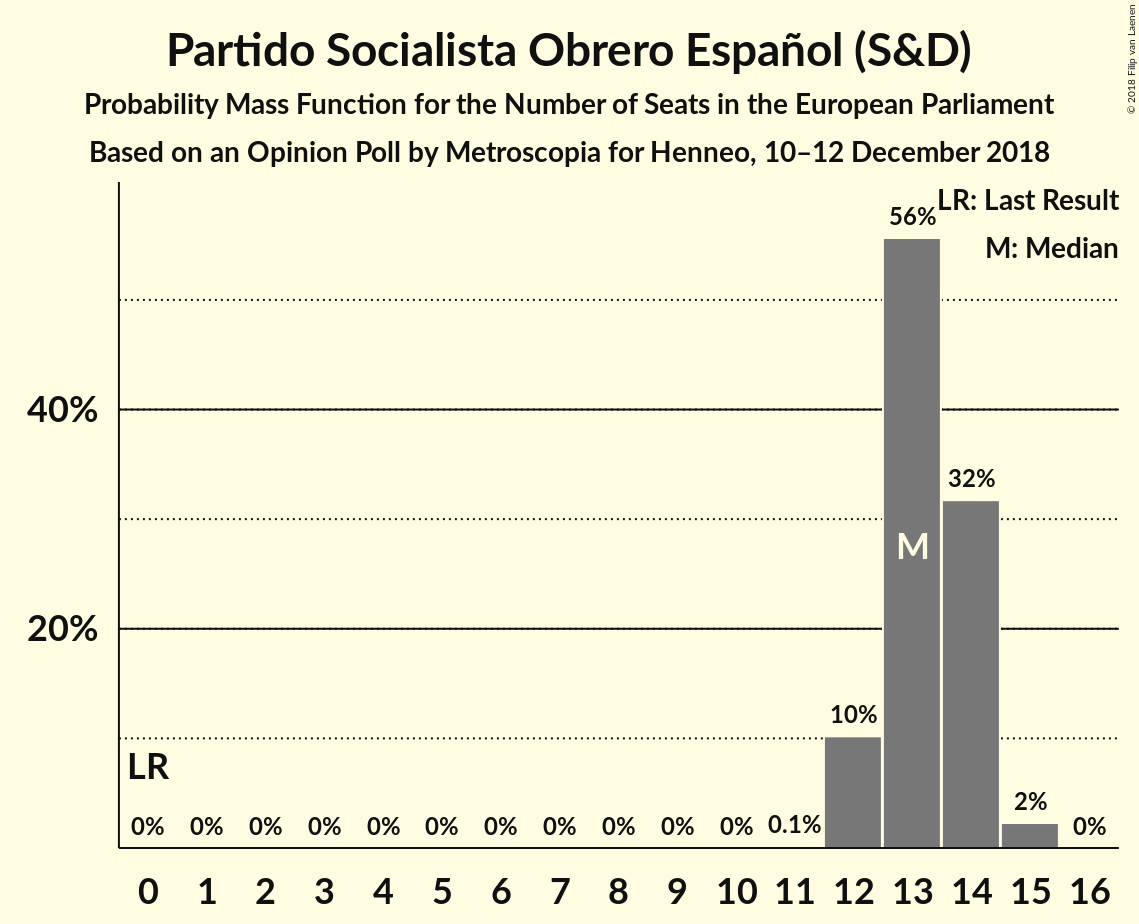 Partido Socialista Obrero Español (S&D)
Probability Mass Function for the Number of Seats in the European Parliament
Based on an Opinion Poll by Metroscopia for Henneo, 10–12 December 2018
© 2018 Filip van Laenen
LR: Last Result
M: Median
56%
40%
32%
M
20%
10%
LR
2%
0% 0% 0% 0% 0% 0% 0% 0% 0% 0% 0% 0.1% 0%
0 1 2 3 4 5 6 7 8 9 10 11 12 13 14 15 16